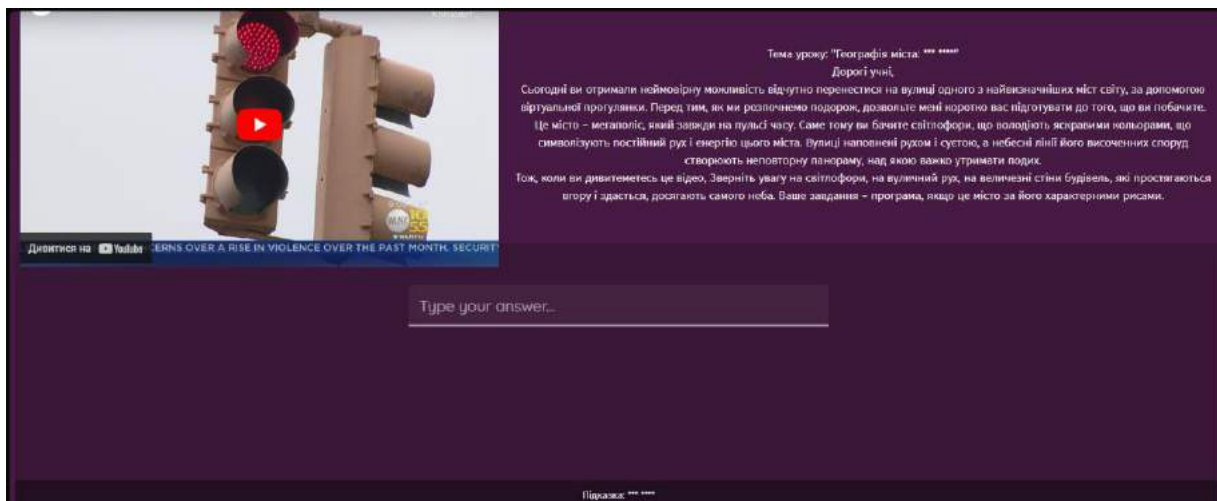 Тема уроку: "Географія міста: *** *****"
Дорогі учні,
Сьогодні ви отримали неймовірну можливість відчутно перенестися на вулиці одного з найвизначніших міст світу, за допомогою
віртуальної прогулянки. Перед тим, як ми розпочнемо подорож, дозвольте мені коротко вас підготувати до того, що ви побачите.
Це місто – мегаполіс, який завжди на пульсі часу. Саме тому ви бачите світлофори, що володіють яскравими кольорами, що
символізують постійний рух і енергію цього міста. Вулиці наповнені рухом і суєтою, а небесні лінії його височенних споруд
створюють неповторну панораму, над якою важко утримати подих.
Тож, коли ви дивитеметесь це відео, Зверніть увагу на світлофори, на вуличний рух, на величезні стіни будівель, які простягаються
вгору і здається, досягають самого неба. Ваше завдання – програма, якщо це місто за його характерними рисами.
Дивитися на YouTube
CERNS OVER A RISE IN VIOLENCE OVER THE PAST MONTH. SECURIT
Type your answer...
Підказка: *** ****